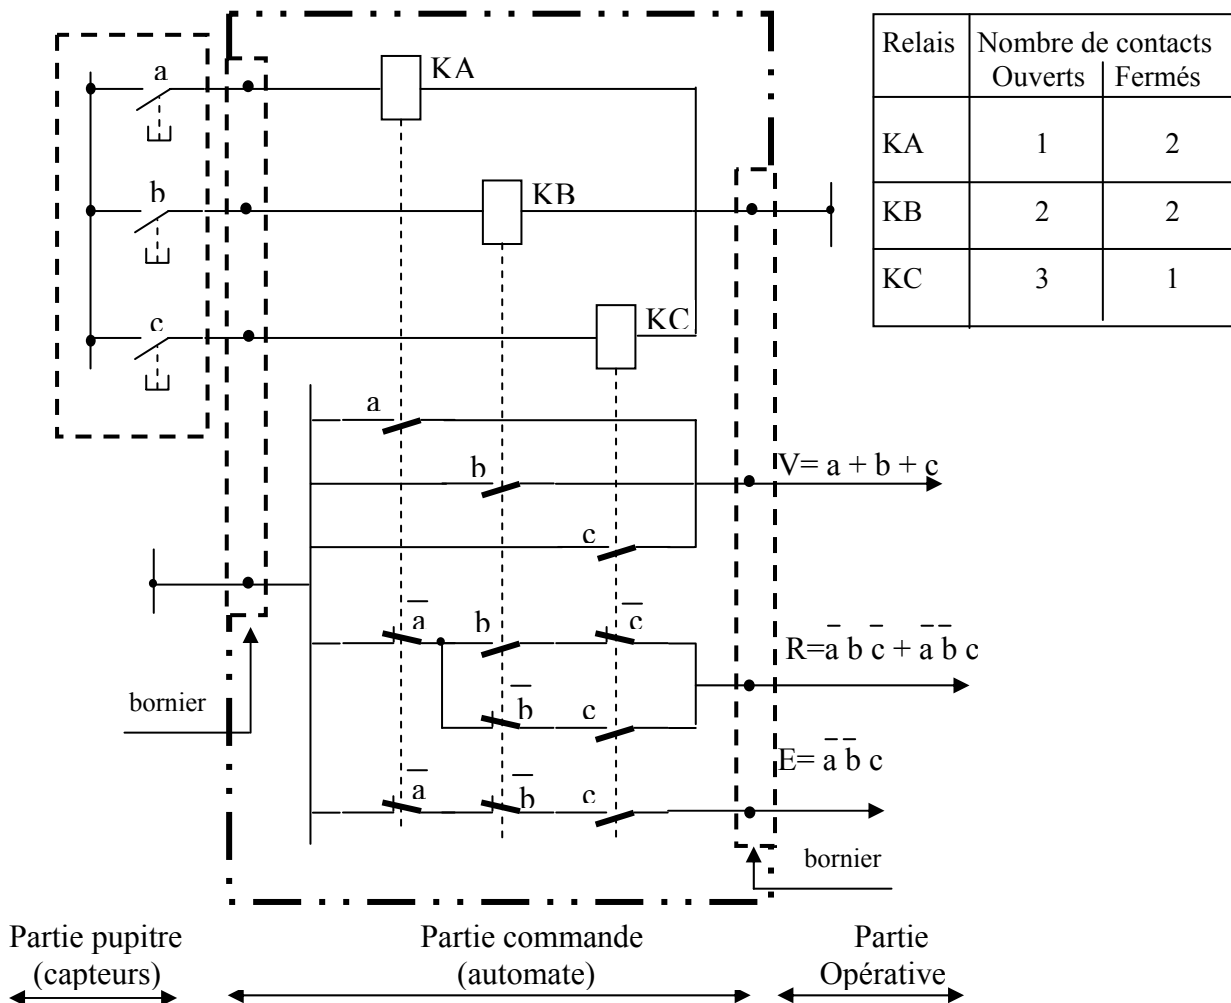 a
KA
b
KB
c
KC
Relais Nombre de contacts
Ouverts Fermés
KA 1 2
KB 2 2
KC 3 1
a
b
c
V= a + b + c
a̅ b c̅
R=a̅ b c̅ + a̅ b̅ c
b̅ c
E= a̅ b̅ c
a̅ b̅ c
bornier
bornier
Partie pupitre
(capteurs)
Partie commande
(automate)
Partie
Opérative